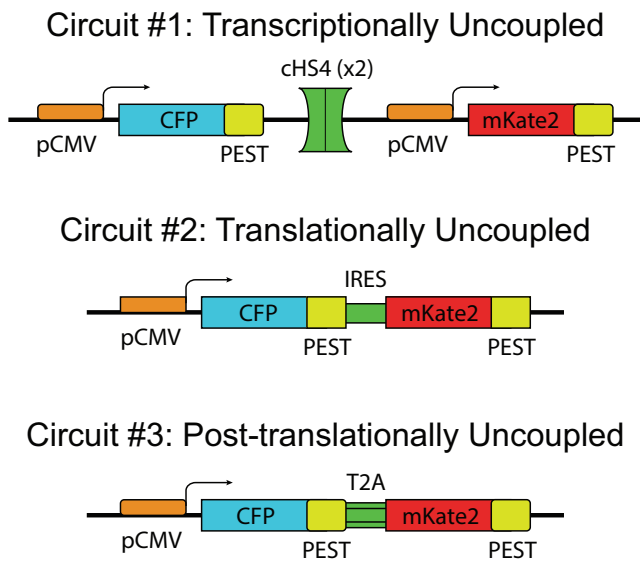 Circuit #1: Transcriptionally Uncoupled
cHS4 (x2)
CFP
mKate2
pCMV
PEST
pCMV
PEST
Circuit #2: Translationally Uncoupled
IRES
CFP
mKate2
pCMV
PEST
PEST
Circuit #3: Post-translationally Uncoupled
T2A
CFP
mKate2
pCMV
PEST
PEST